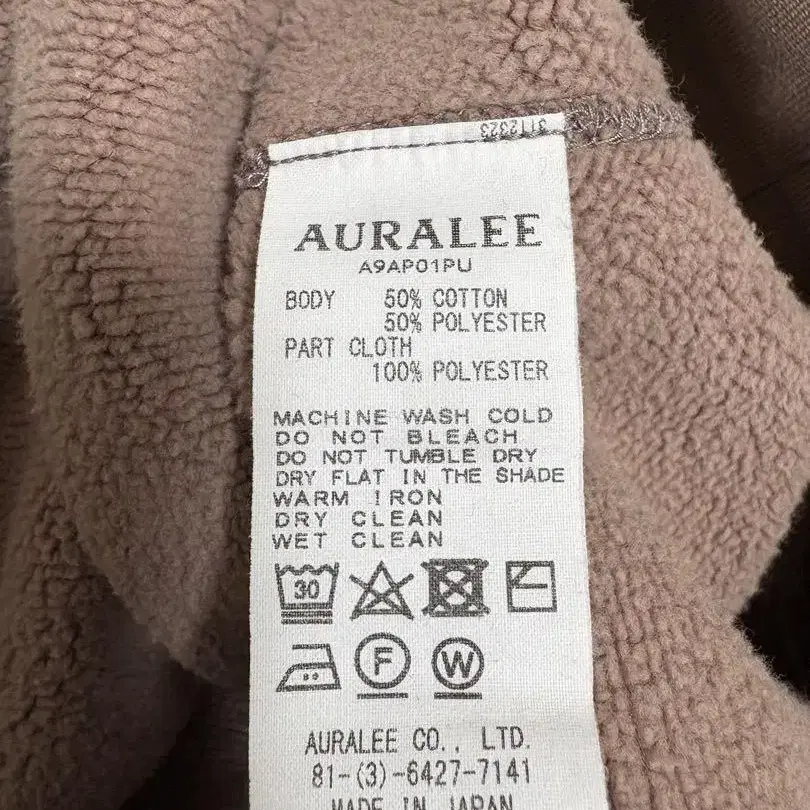 3112323
AURALEE
A9AP01PU
BODY 50% COTTON
50% POLYESTER
PART CLOTH
100% POLYESTER
MACHINE WASH COLD
DO NOT BLEACH
DO NOT TUMBLE DRY
DRY FLAT IN THE SHADE
WARM IRON
DRY CLEAN
WET CLEAN
30
F W
AURALEE CO., LTD.
81-(3)-6427-7141
MADE IN JAPAN